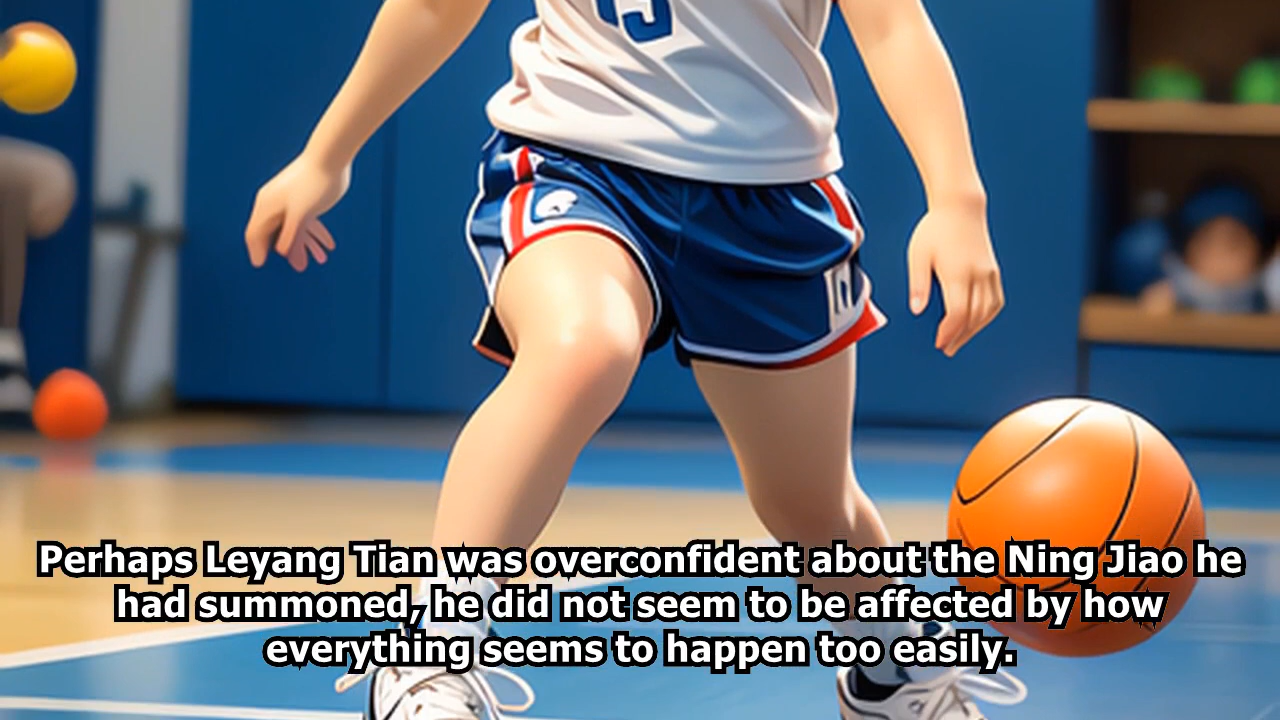 Perhaps Leyang Tian was overconfident about the Ning Jiao he
had summoned, he did not seem to be affected by how
everything seems to happen too easily.